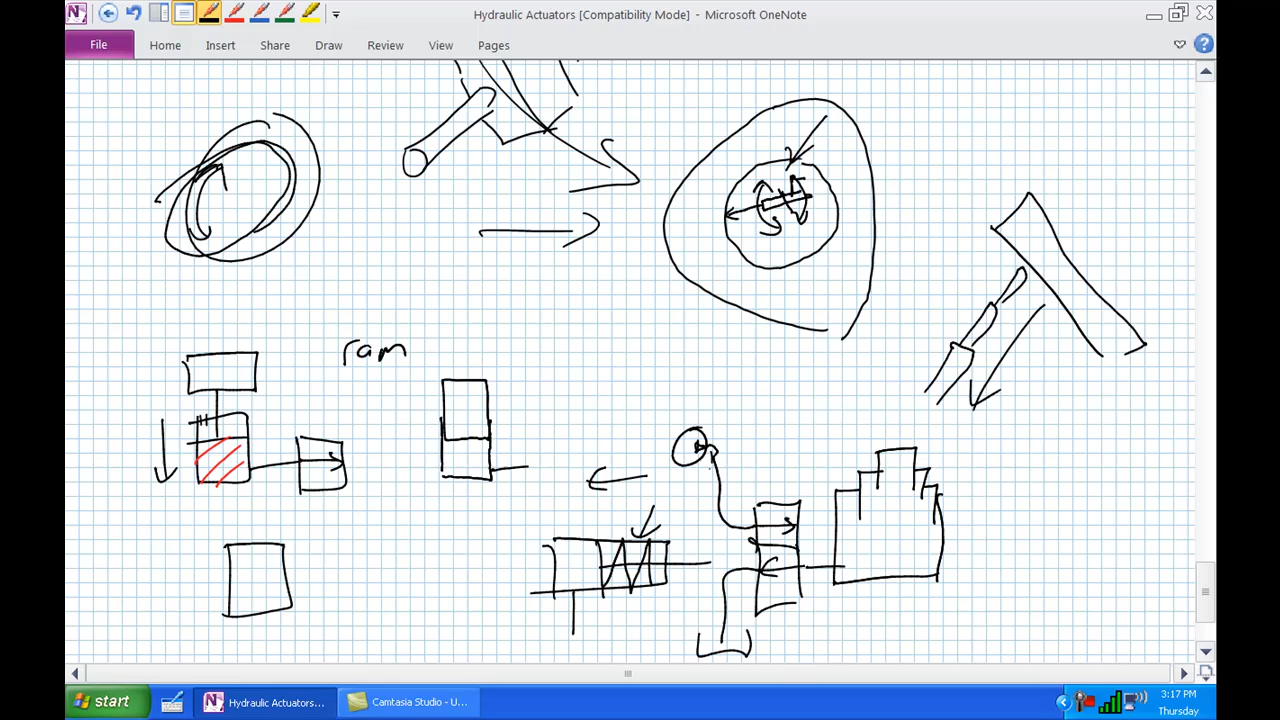 Hydraulic Actuators [Compatibility Mode] - Microsoft OneNote
File Home Insert Share Draw Review View Pages
ram
start
Hydraulic Actuators...
Camtasia Studio - U...
3:17 PM
Thursday